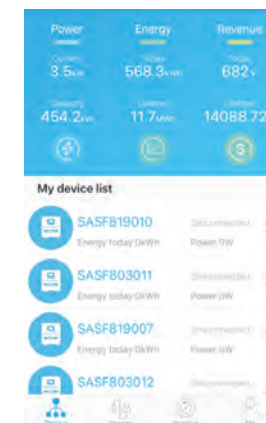 Power Energy Revenue
Current Today Today
3.5kW 568.3kWh 682
Capacity Lifetime Lifetime
454.2kW 11.7MWh 14088.72
My device list
SASF819010 Disconnected
Energy today:0kWh Power:0W
SASF803011 Disconnected
Energy today:0kWh Power:0W
SASF819007 Disconnected
Energy today:0kWh Power:0W
SASF803012 Disconnected